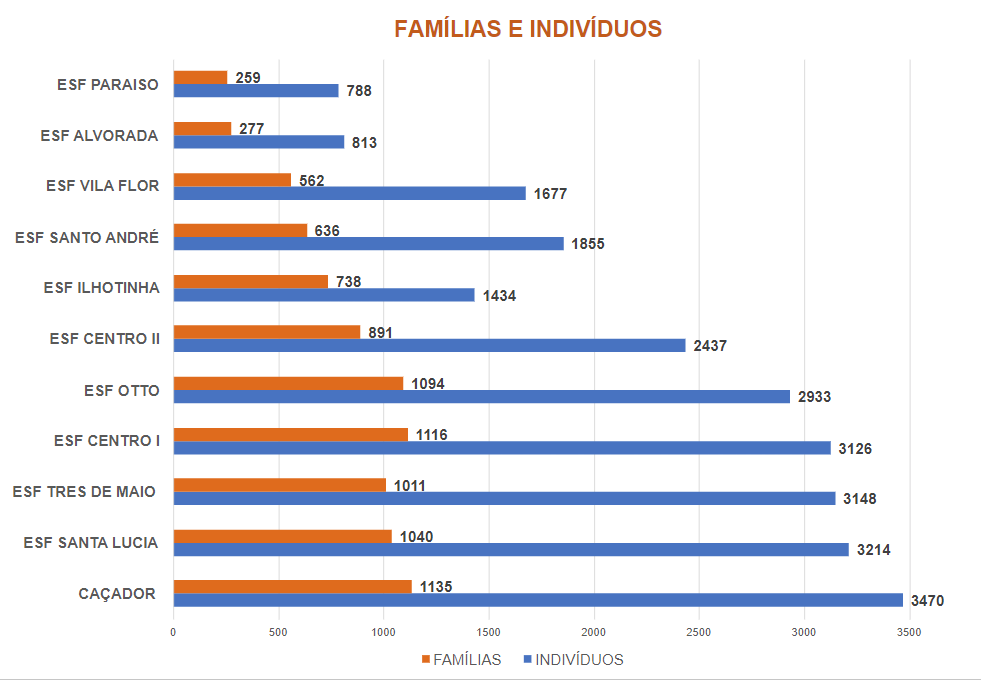 FAMÍLIAS E INDIVÍDUOS
ESF PARAISO 259 788
ESF ALVORADA 277 813
ESF VILA FLOR 562 1677
ESF SANTO ANDRÉ 636 1855
ESF ILHOTINHA 738 1434
ESF CENTRO II 891 2437
ESF OTTO 1094 2933
ESF CENTRO I 1116 3126
ESF TRES DE MAIO 1011 3148
ESF SANTA LUCIA 1040 3214
CAÇADOR 1135 3470
0 500 1000 1500 2000 2500 3000 3500
FAMÍLIAS INDIVÍDUOS